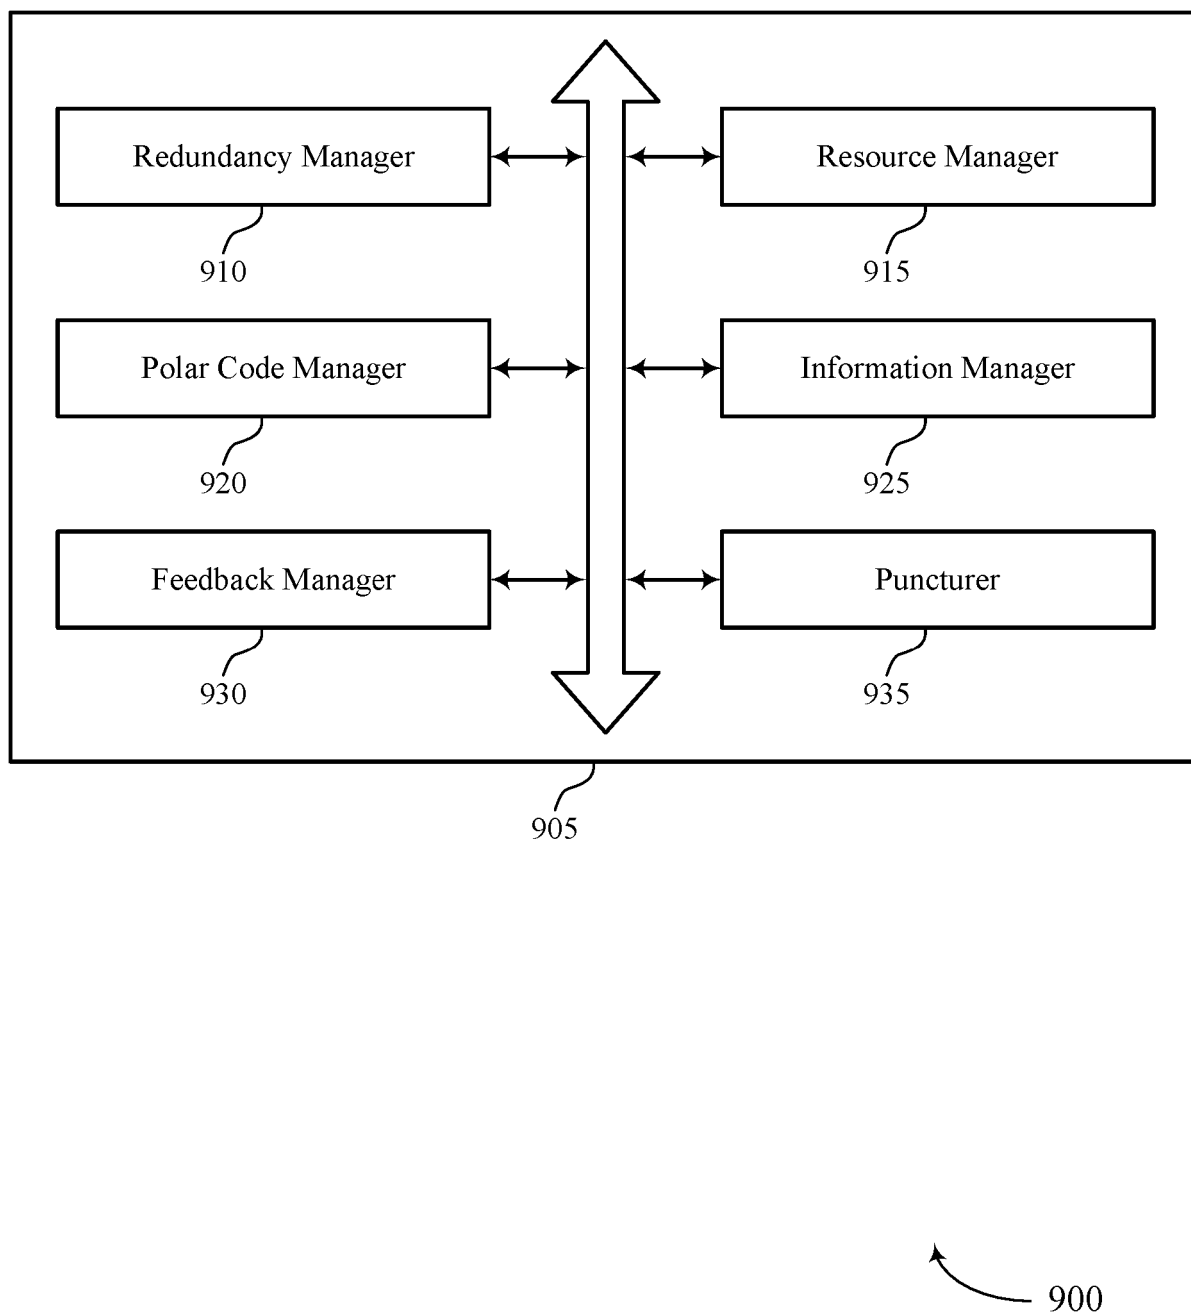 Redundancy Manager
Resource Manager
910
915
Polar Code Manager
Information Manager
920
925
Feedback Manager
Puncturer
930
935
905
900